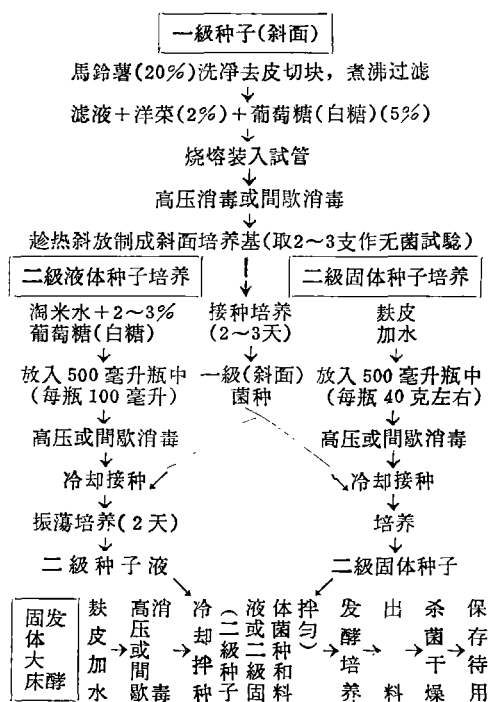 一級种子(斜面)
馬鈴薯(20%)洗淨去皮切块，煮沸过滤
滤液＋洋菜(2%)＋葡萄糖(白糖)(5%)
烧熔装入試管
高压消毒或間歇消毒
趁热斜放制成斜面培养基(取2～3支作无菌試驗)
二級液体种子培养
淘米水＋2～3%
葡萄糖(白糖)
放入500毫升瓶中
(每瓶100毫升)
高压或間歇消毒
冷却接种
振荡培养(2天)
二級种子液
接种培养
(2～3天)
一級(斜面)
菌种
二級固体种子培养
麸皮
加水
放入500毫升瓶中
(每瓶40克左右)
高压或間歇消毒
冷却接种
培养
二級固体种子
固体大床
发酵
麸皮加水
高压或間歇
消毒
冷却拌种
(二級种子
液或二級固
体菌种和料
拌匀)
发酵培养
出料
杀菌干燥
保存待用